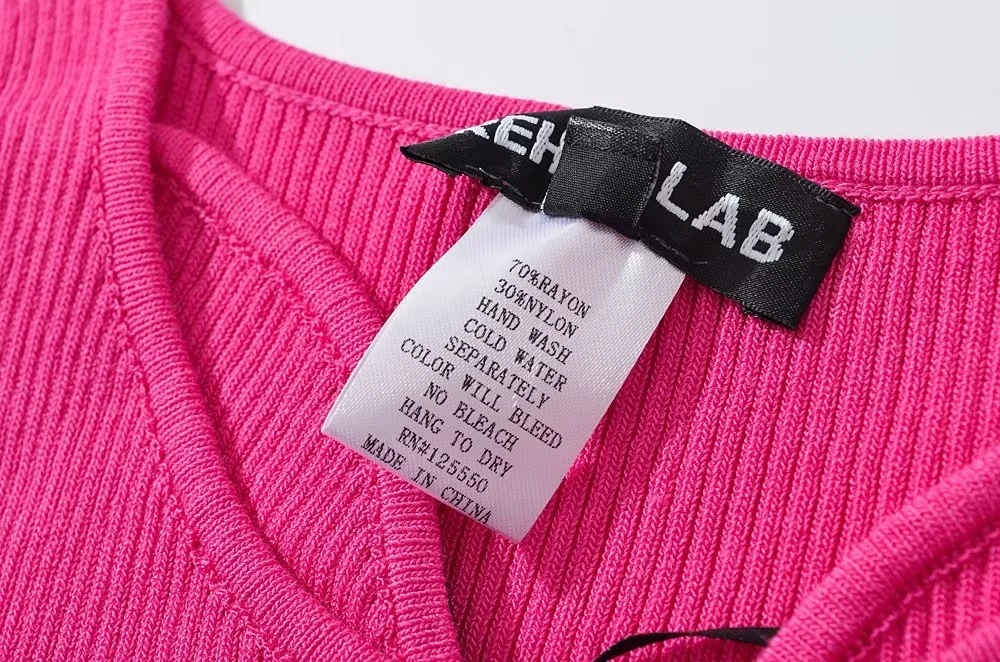 LAB
70%RAYON
30%NYLON
HAND WASH
COLD WATER
SEPARATELY
COLOR WILL BLEED
NO BLEACH
HANG TO DRY
RN#125550
MADE IN CHINA